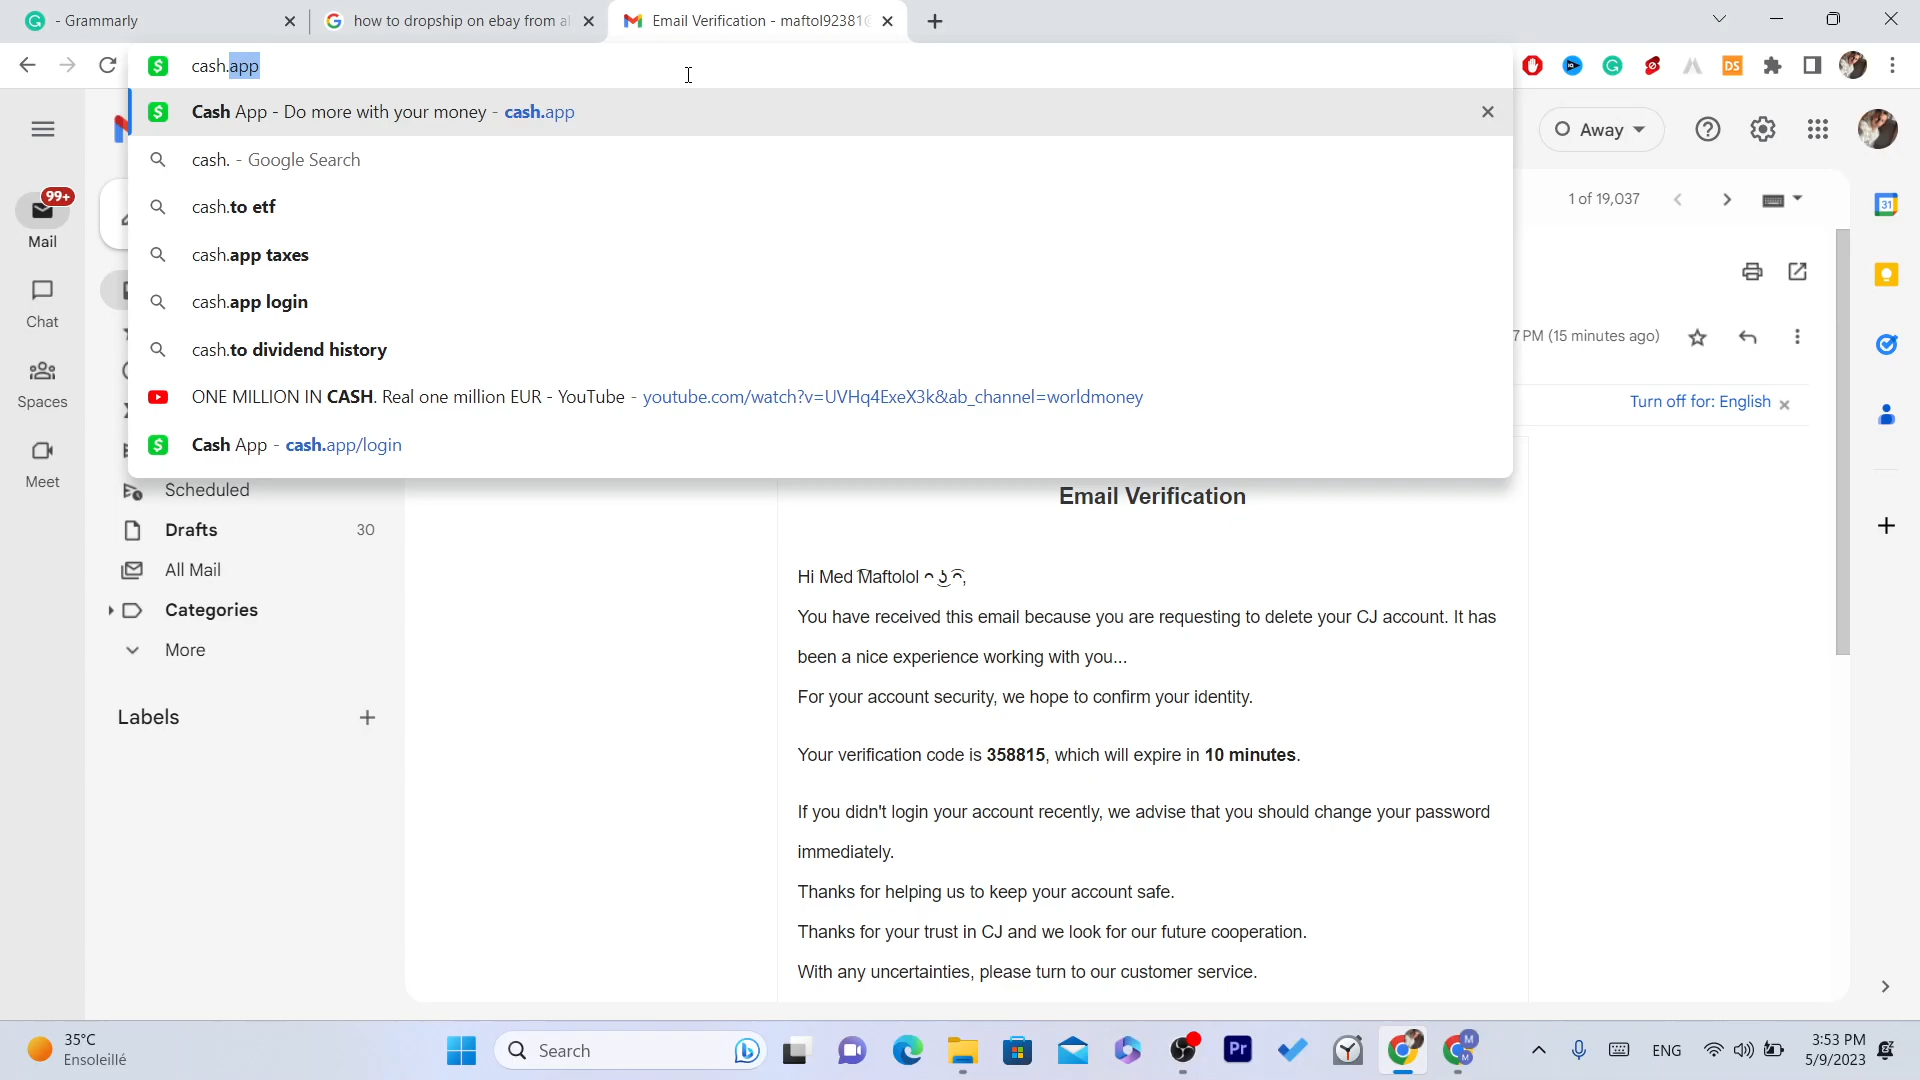 - Grammarly
how to dropship on ebay from al
Email Verification - maftol92381@
cash.app
Cash App - Do more with your money - cash.app
cash. - Google Search
cash.to etf
cash.app taxes
cash.app login
cash.to dividend history
ONE MILLION IN CASH. Real one million EUR - YouTube - youtube.com/watch?v=UVHq4ExeX3k&ab_channel=worldmoney
Cash App - cash.app/login
DS
Away
99+
Mail
Chat
Spaces
Meet
1 of 19,037
31
7 PM (15 minutes ago)
Turn off for: English
Scheduled
Drafts 30
All Mail
Categories
More
Labels
Email Verification
Hi Med Maftolol
You have received this email because you are requesting to delete your CJ account. It has
been a nice experience working with you...
For your account security, we hope to confirm your identity.
Your verification code is 358815, which will expire in 10 minutes.
If you didn't login your account recently, we advise that you should change your password
immediately.
Thanks for helping us to keep your account safe.
Thanks for your trust in CJ and we look for our future cooperation.
With any uncertainties, please turn to our customer service.
35°C
Ensoleillé
Search
Pr
M
M
ENG
3:53 PM
5/9/2023